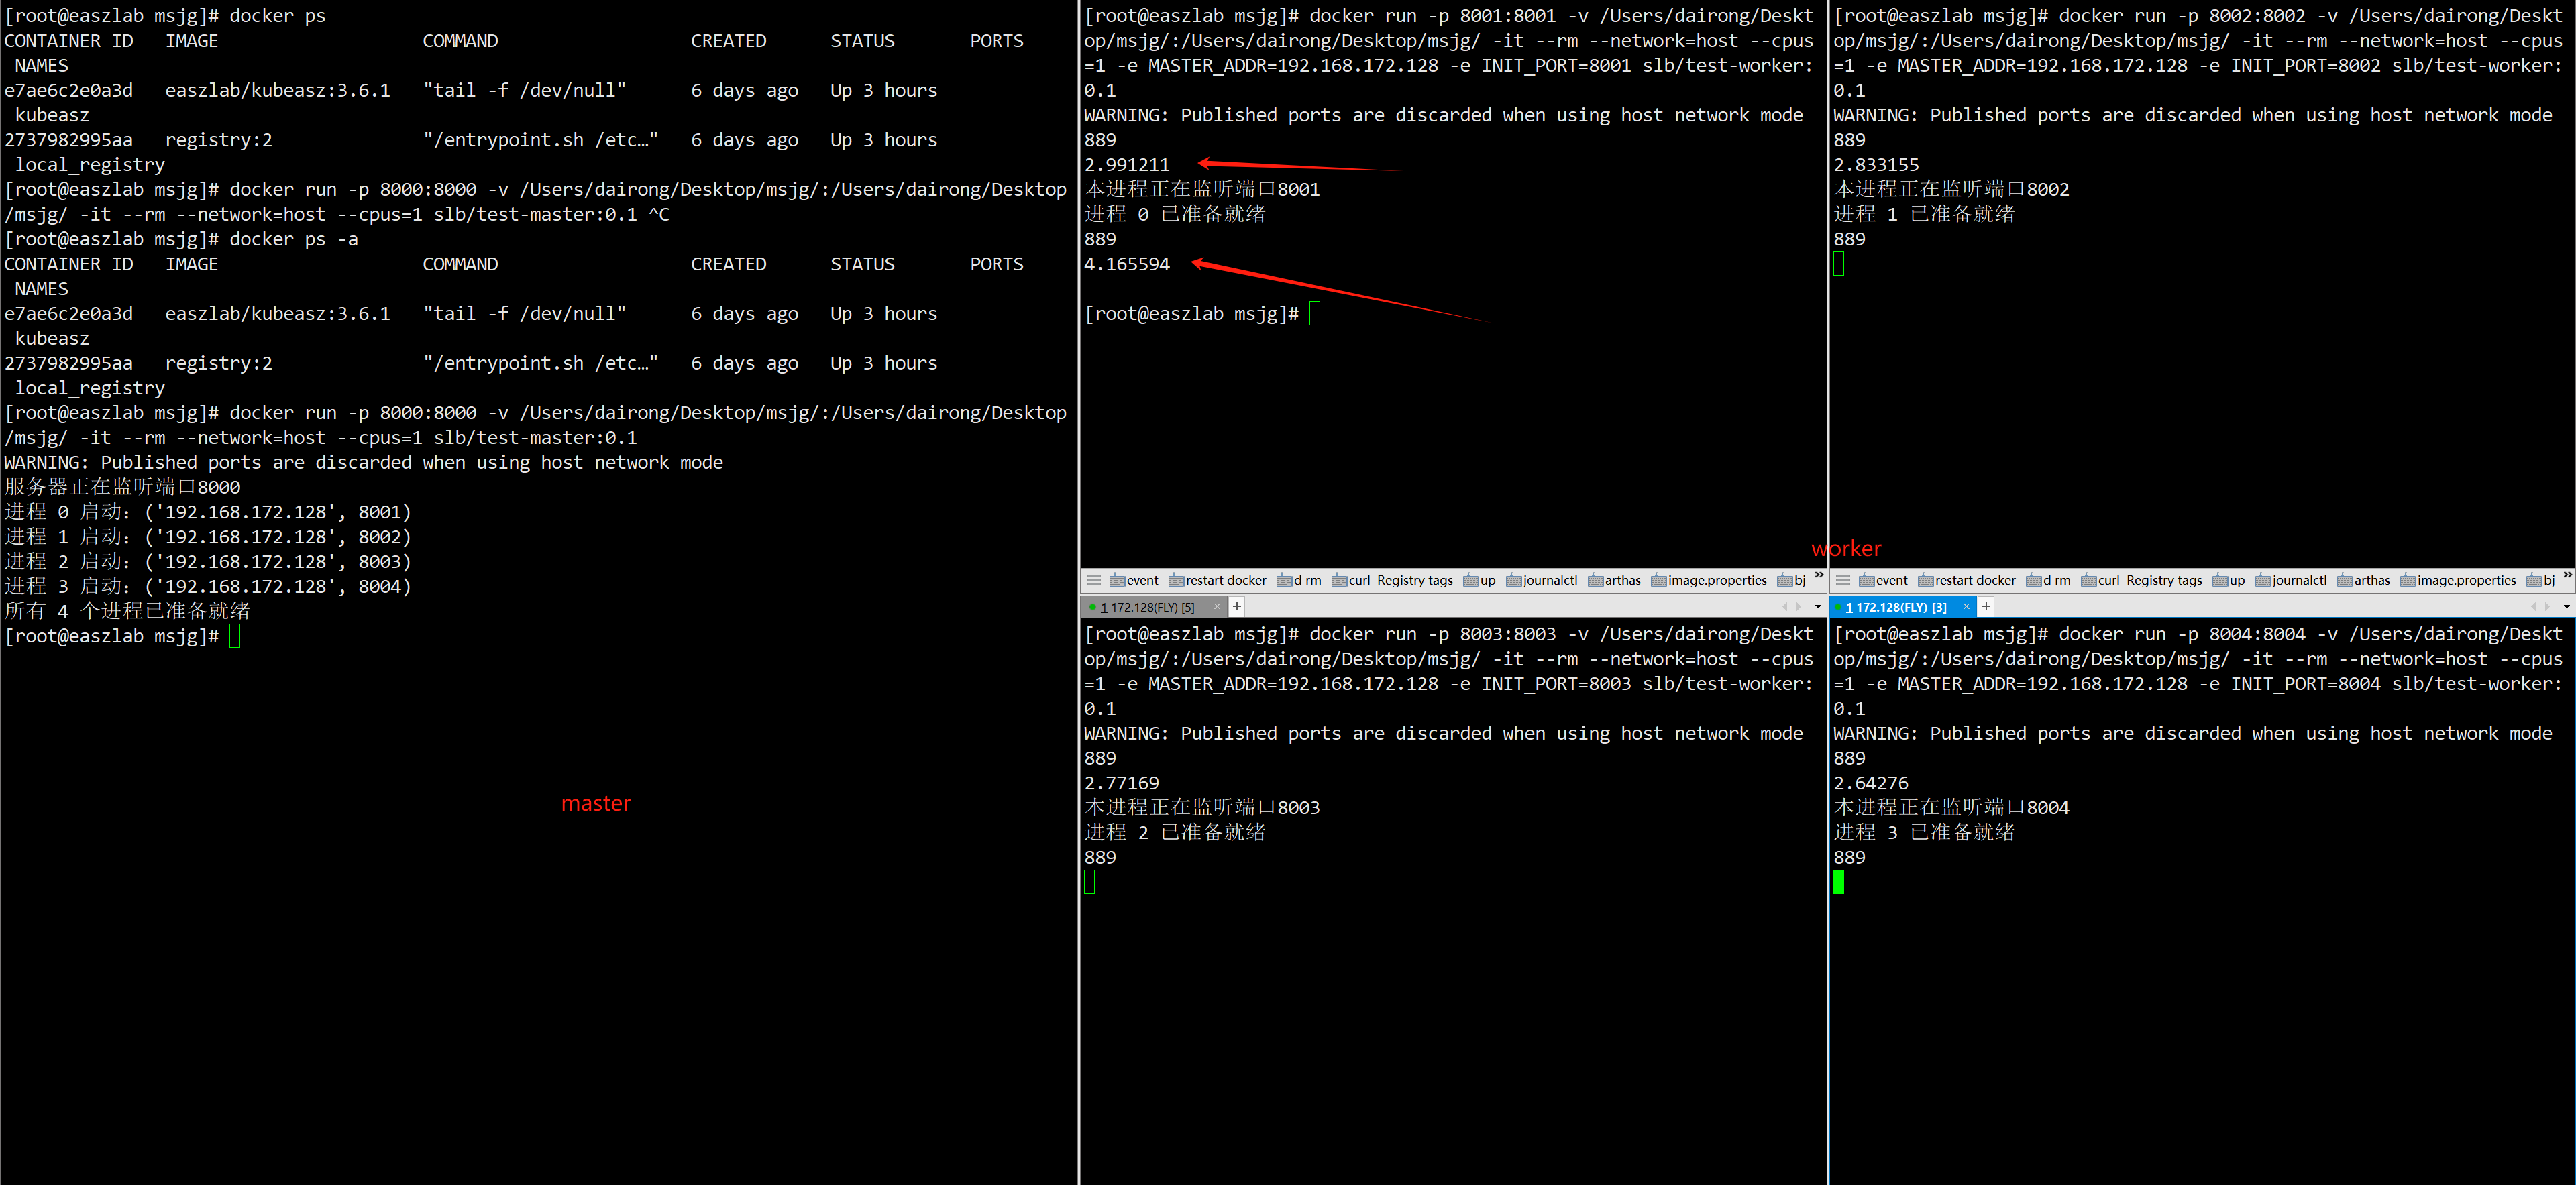 [root@easzlab msjg]# docker ps
CONTAINER ID   IMAGE                   COMMAND                  CREATED       STATUS       PORTS
 NAMES
e7ae6c2e0a3d   easzlab/kubeasz:3.6.1   "tail -f /dev/null"      6 days ago   Up 3 hours
 kubeasz
2737982995aa   registry:2              "/entrypoint.sh /etc…"   6 days ago   Up 3 hours
 local_registry
[root@easzlab msjg]# docker run -p 8000:8000 -v /Users/dairong/Desktop/msjg/:/Users/dairong/Desktop
/msjg/ -it --rm --network=host --cpus=1 slb/test-master:0.1 ^C
[root@easzlab msjg]# docker ps -a
CONTAINER ID   IMAGE                   COMMAND                  CREATED       STATUS       PORTS
 NAMES
e7ae6c2e0a3d   easzlab/kubeasz:3.6.1   "tail -f /dev/null"      6 days ago   Up 3 hours
 kubeasz
2737982995aa   registry:2              "/entrypoint.sh /etc…"   6 days ago   Up 3 hours
 local_registry
[root@easzlab msjg]# docker run -p 8000:8000 -v /Users/dairong/Desktop/msjg/:/Users/dairong/Desktop
/msjg/ -it --rm --network=host --cpus=1 slb/test-master:0.1
WARNING: Published ports are discarded when using host network mode
服务器正在监听端口8000
进程 0 启动: ('192.168.172.128', 8001)
进程 1 启动: ('192.168.172.128', 8002)
进程 2 启动: ('192.168.172.128', 8003)
进程 3 启动: ('192.168.172.128', 8004)
所有 4 个进程已准备就绪
[root@easzlab msjg]#
master
[root@easzlab msjg]# docker run -p 8001:8001 -v /Users/dairong/Deskt
op/msjg/:/Users/dairong/Desktop/msjg/ -it --rm --network=host --cpus
=1 -e MASTER_ADDR=192.168.172.128 -e INIT_PORT=8001 slb/test-worker:
0.1
WARNING: Published ports are discarded when using host network mode
889
2.991211
本进程正在监听端口8001
进程 0 已准备就绪
889
4.165594
[root@easzlab msjg]#
[root@easzlab msjg]# docker run -p 8002:8002 -v /Users/dairong/Deskt
op/msjg/:/Users/dairong/Desktop/msjg/ -it --rm --network=host --cpus
=1 -e MASTER_ADDR=192.168.172.128 -e INIT_PORT=8002 slb/test-worker:
0.1
WARNING: Published ports are discarded when using host network mode
889
2.833155
本进程正在监听端口8002
进程 1 已准备就绪
889
worker
event restart docker d rm curl Registry tags up journalctl arthas image.properties bj »
event restart docker d rm curl Registry tags up journalctl arthas image.properties bj »
1 172.128(FLY) [5] × +
1 172.128(FLY) [3] × +
[root@easzlab msjg]# docker run -p 8003:8003 -v /Users/dairong/Deskt
op/msjg/:/Users/dairong/Desktop/msjg/ -it --rm --network=host --cpus
=1 -e MASTER_ADDR=192.168.172.128 -e INIT_PORT=8003 slb/test-worker:
0.1
WARNING: Published ports are discarded when using host network mode
889
2.77169
本进程正在监听端口8003
进程 2 已准备就绪
889
[root@easzlab msjg]# docker run -p 8004:8004 -v /Users/dairong/Deskt
op/msjg/:/Users/dairong/Desktop/msjg/ -it --rm --network=host --cpus
=1 -e MASTER_ADDR=192.168.172.128 -e INIT_PORT=8004 slb/test-worker:
0.1
WARNING: Published ports are discarded when using host network mode
889
2.64276
本进程正在监听端口8004
进程 3 已准备就绪
889